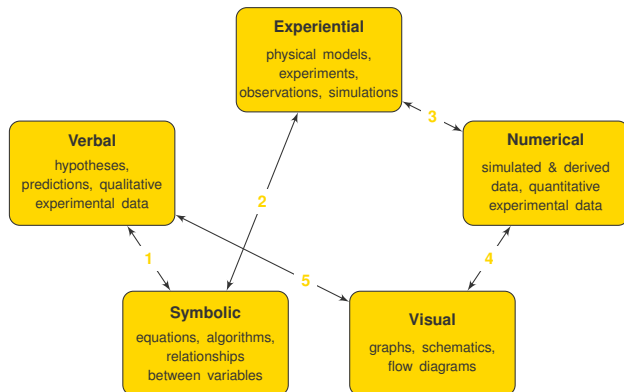 Experiential
physical models,
experiments,
observations, simulations
Verbal
hypotheses,
predictions, qualitative
experimental data
3
Numerical
simulated & derived
data, quantitative
experimental data
2
1
5
4
Symbolic
equations, algorithms,
relationships
between variables
Visual
graphs, schematics,
flow diagrams